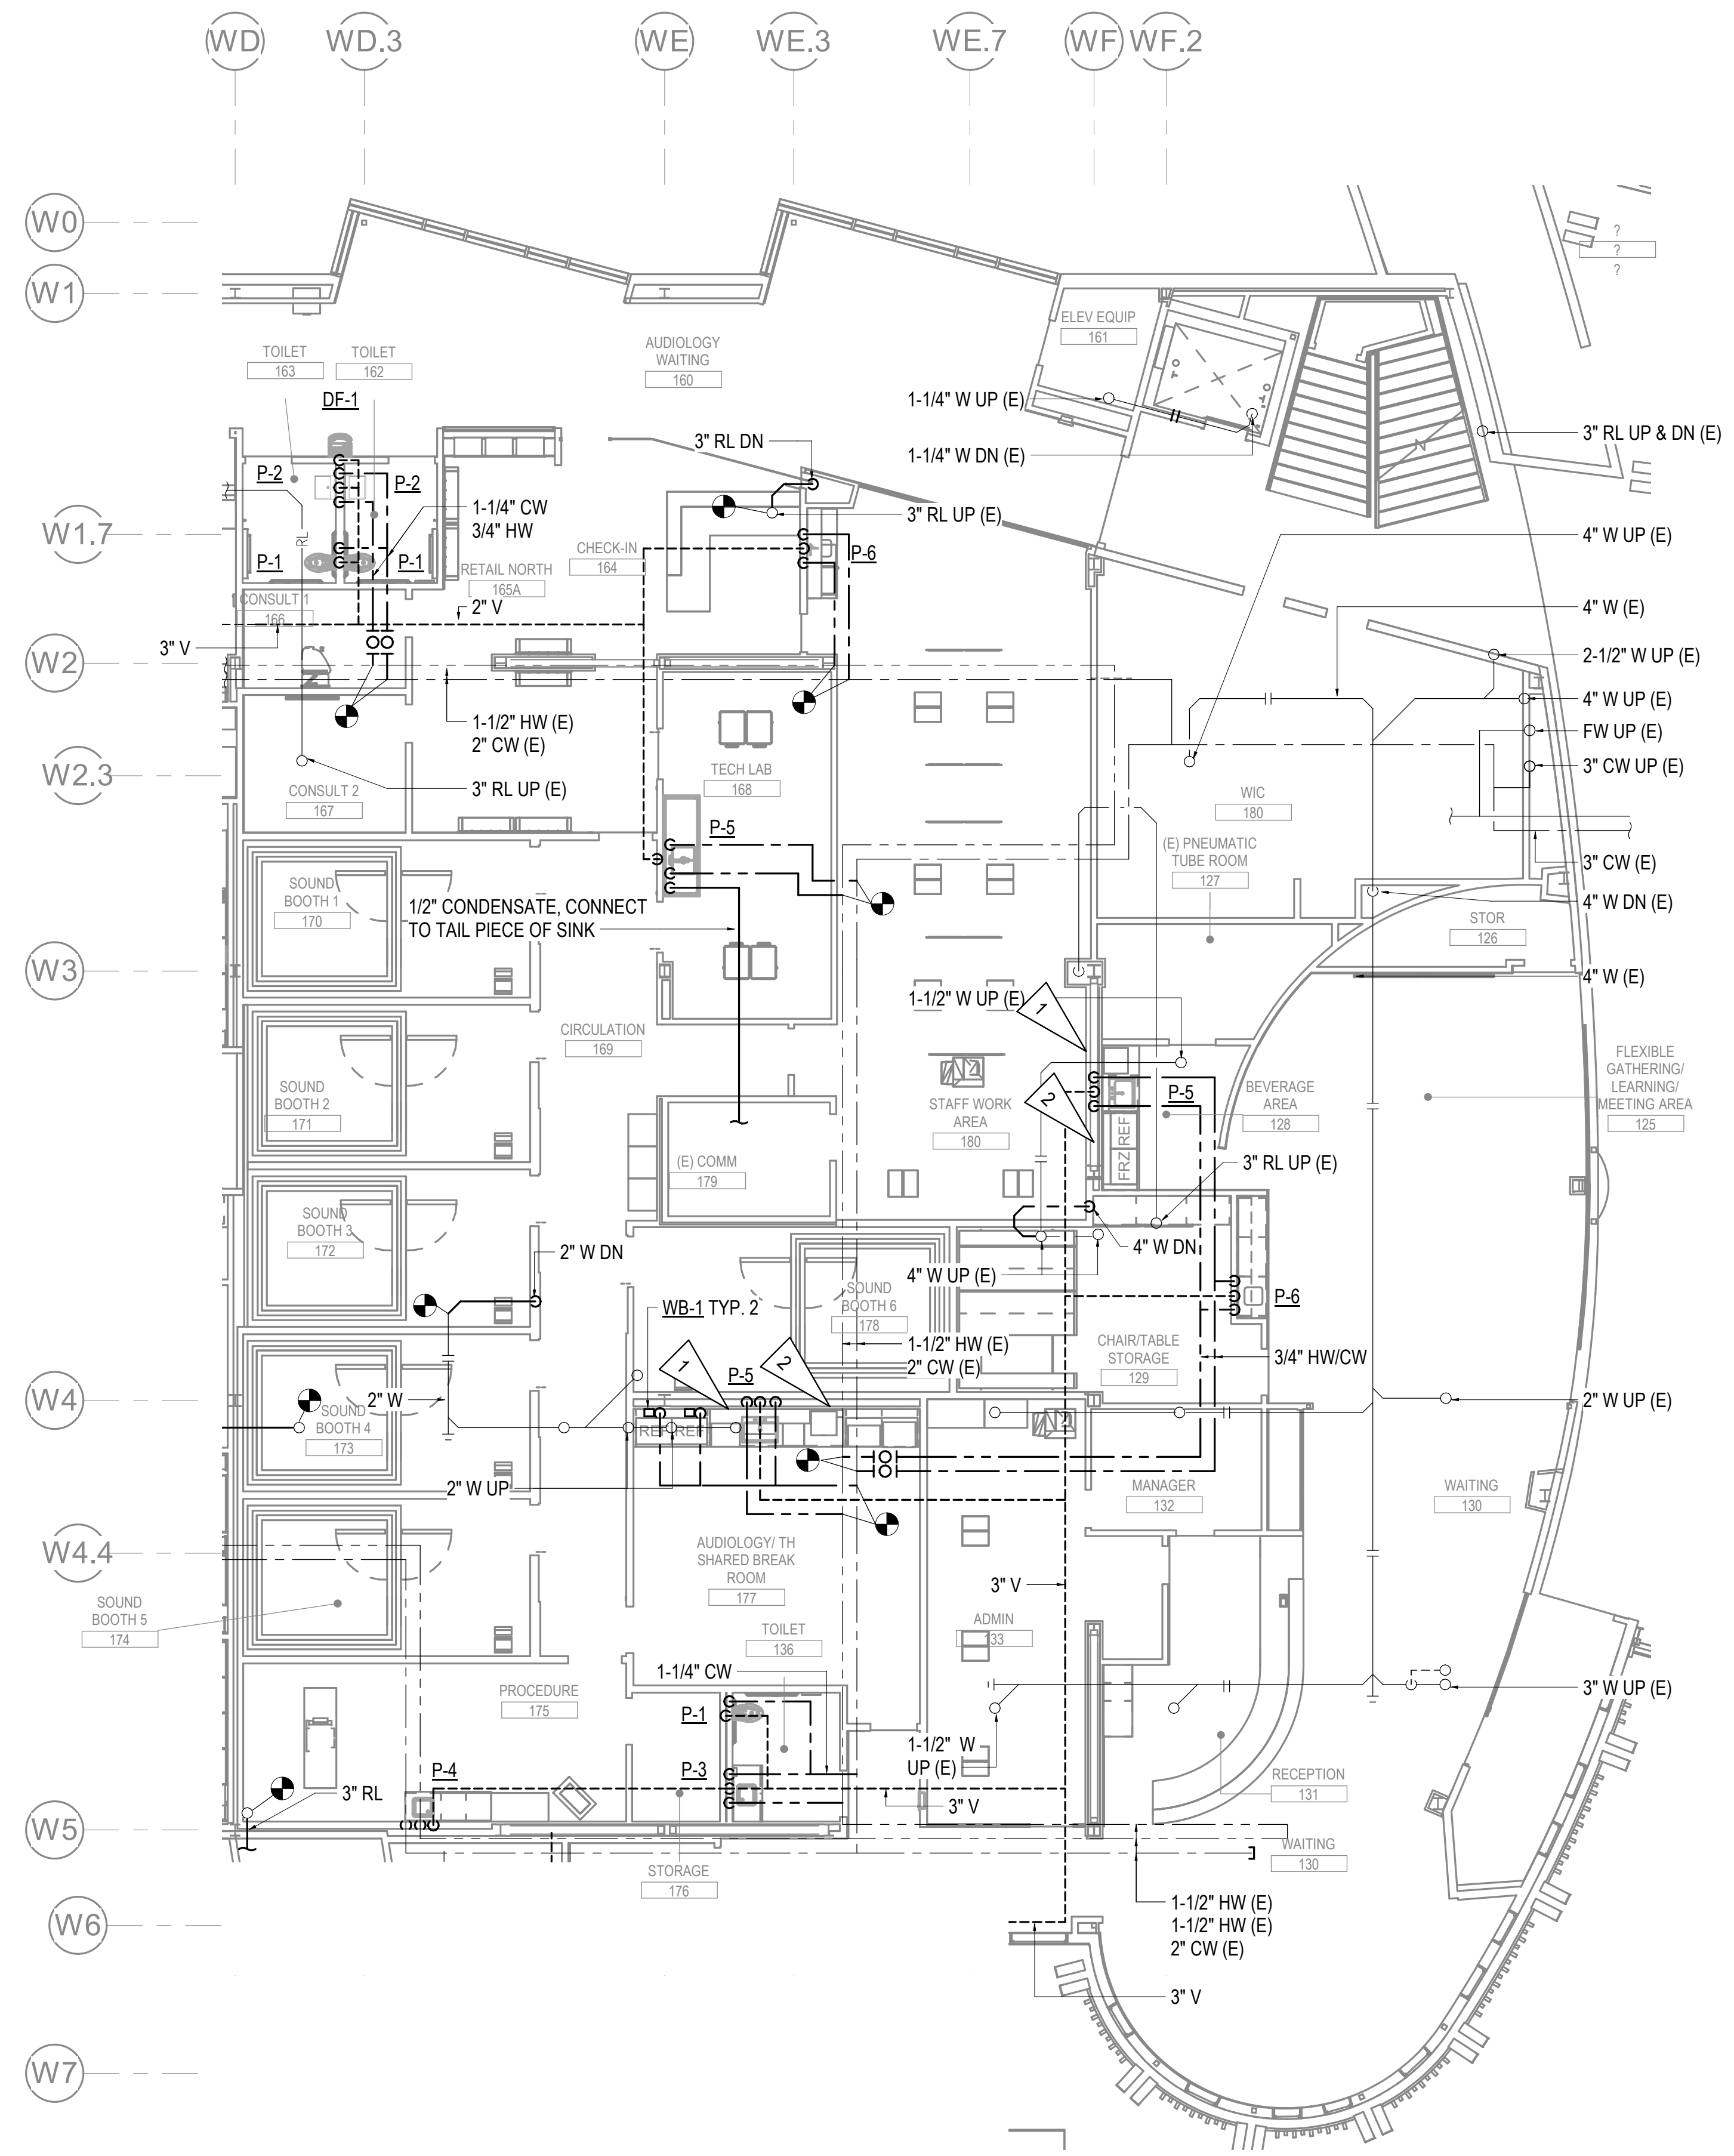 WD
WD.3
WE
WE.3
WE.7
WF
WF.2
W0
W1
W1.7
W2
W2.3
W3
W4
W4.4
W5
W6
W7
?
?
?
ELEV EQUIP
161
AUDIOLOGY
WAITING
160
TOILET
163
TOILET
162
DF-1
1-1/4" W UP (E)
1-1/4" W DN (E)
3" RL UP & DN (E)
3" RL DN
3" RL UP (E)
P-2
P-2
1-1/4" CW
3/4" HW
RL
P-1
P-1
CHECK-IN
164
P-6
RETAIL NORTH
165A
CONSULT 1
166
2" V
3" V
4" W UP (E)
4" W (E)
2-1/2" W UP (E)
4" W UP (E)
FW UP (E)
3" CW UP (E)
3" CW (E)
4" W DN (E)
4" W (E)
1-1/2" HW (E)
2" CW (E)
3" RL UP (E)
CONSULT 2
167
TECH LAB
168
P-5
WIC
180
(E) PNEUMATIC
TUBE ROOM
127
STOR
126
SOUND
BOOTH 1
170
1/2" CONDENSATE, CONNECT
TO TAIL PIECE OF SINK
1-1/2" W UP (E)
1
2
CIRCULATION
169
SOUND
BOOTH 2
171
STAFF WORK
AREA
180
P-5
FRZ
REF
BEVERAGE
AREA
128
FLEXIBLE
GATHERING/
LEARNING/
MEETING AREA
125
(E) COMM
179
3" RL UP (E)
SOUND
BOOTH 3
172
2" W DN
4" W DN
4" W UP (E)
WB-1 TYP. 2
SOUND
BOOTH 6
178
P-6
1-1/2" HW (E)
2" CW (E)
CHAIR/TABLE
STORAGE
129
3/4" HW/CW
1
P-5
2
2" W
SOUND
BOOTH 4
173
REF
REF
2" W UP (E)
2" W UP
MANAGER
132
WAITING
130
AUDIOLOGY/ TH
SHARED BREAK
ROOM
177
3" V
SOUND
BOOTH 5
174
ADMIN
133
TOILET
136
1-1/4" CW
PROCEDURE
175
P-1
3" W UP (E)
1-1/2" W
UP (E)
P-4
P-3
3" RL
3" V
RECEPTION
131
WAITING
130
STORAGE
176
1-1/2" HW (E)
1-1/2" HW (E)
2" CW (E)
3" V